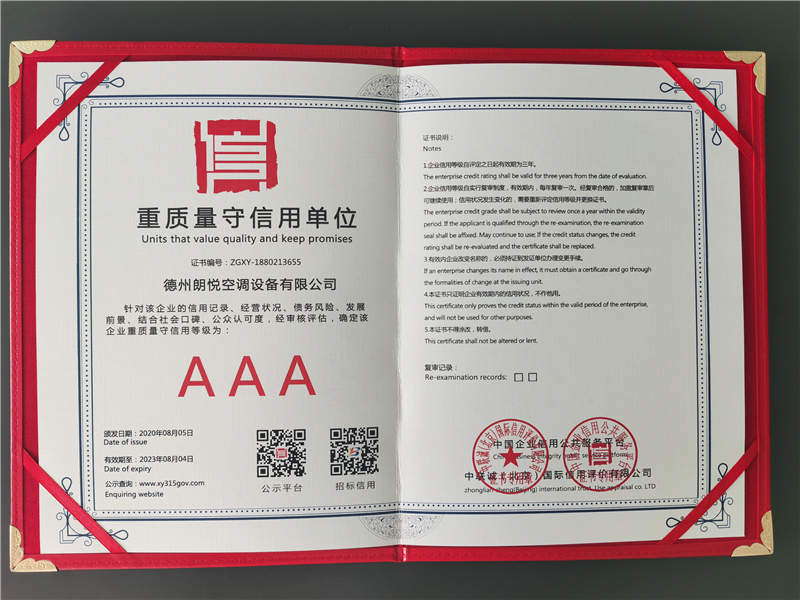 重质量守信用单位
Units that value quality and keep promises
证书编号：ZGXY-1880213655
德州朗悦空调设备有限公司
针对该企业的信用记录、经营状况、债务风险、发展
前景、结合社会口碑、公众认可度，经审核评估，确定该
企业重质量守信用等级为：
AAA
颁发日期：2020年08月05日
Date of issue
有效期至：2023年08月04日
Date of expiry
公示查询：www.xy315gov.com
Enquiring website
公示平台
招标信用
证书说明：
Notes
1.企业信用等级自评定之日起有效期为三年。
The enterprise credit rating shall be valid for three years from the date of evaluation.
2.企业信用等级自实行复审制度，有效期内，每年复审一次。经复审合格的，加盖复审章后
可继续使用；信用状况发生变化的，需要重新评定信用等级并更换证书。
The enterprise credit grade shall be subject to review once a year within the validity
period. If the applicant is qualified through the re-examination, the re-examination
seal shall be affixed. May continue to use; If the credit status changes, the credit
rating shall be re-evaluated and the certificate shall be replaced.
3.有效内企业改变名称的，必须持证到发证单位办理变更手续。
If an enterprise changes its name in effect, it must obtain a certificate and go through
the formalities of change at the issuing unit.
4.本证书只证明企业有效期内的信用状况，不作他用。
This certificate only proves the credit status within the valid period of the enterprise,
and will not be used for other purposes.
5.本证书不得涂改，转借。
This certificate shall not be altered or lent.
复审记录：
Re-examination records:
中国企业信用公共服务平台
integrity public service platform
中联诚（北京）国际信用评价有限公司
international trust appraisal co. LTD
证书专用章